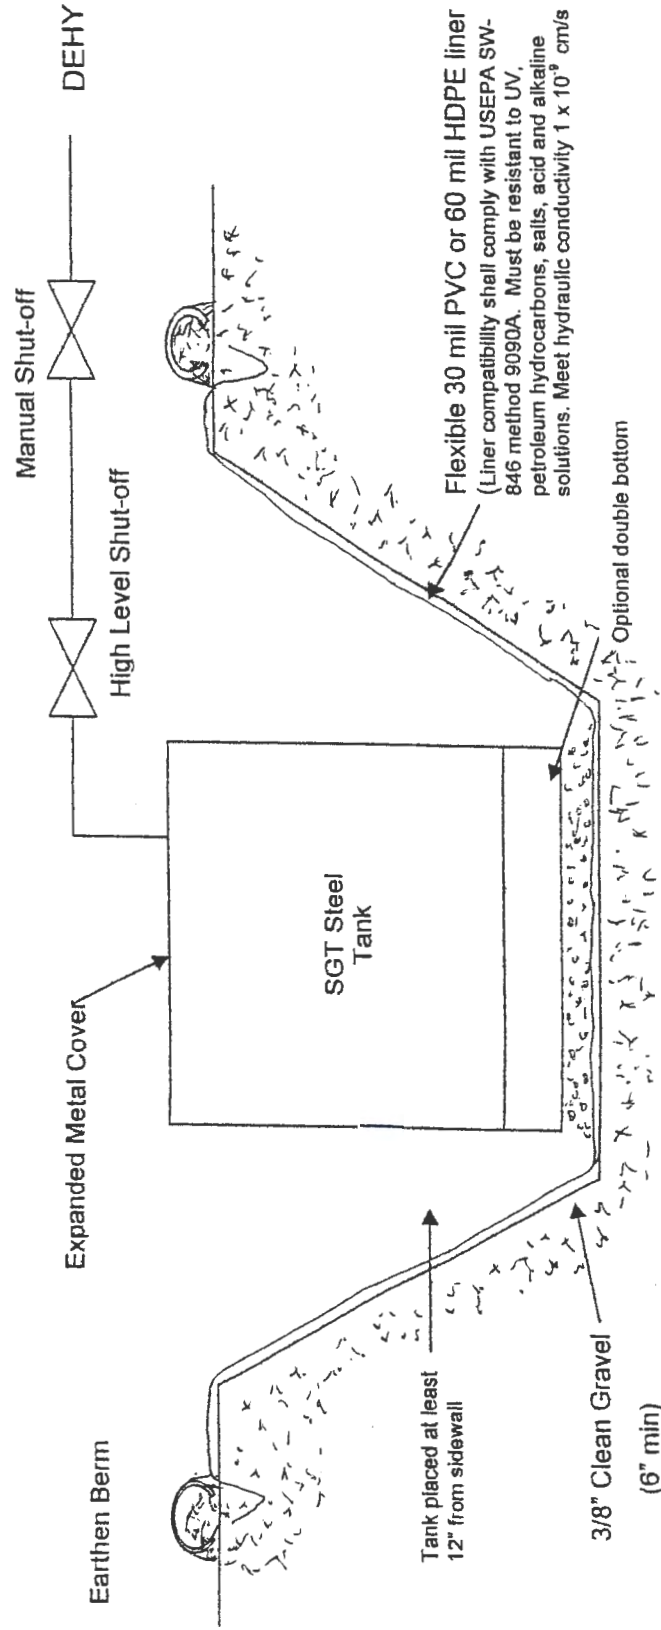 DEHY
Manual Shut-off
High Level Shut-off
Expanded Metal Cover
Earthen Berm
SGT Steel
Tank
Flexible 30 mil PVC or 60 mil HDPE liner
(Liner compatibility shall comply with USEPA SW-
846 method 9090A. Must be resistant to UV,
petroleum hydrocarbons, salts, acid and alkaline
solutions. Meet hydraulic conductivity 1 x 10⁻⁹ cm/s
Optional double bottom
Tank placed at least
12" from sidewall
3/8" Clean Gravel
(6" min)